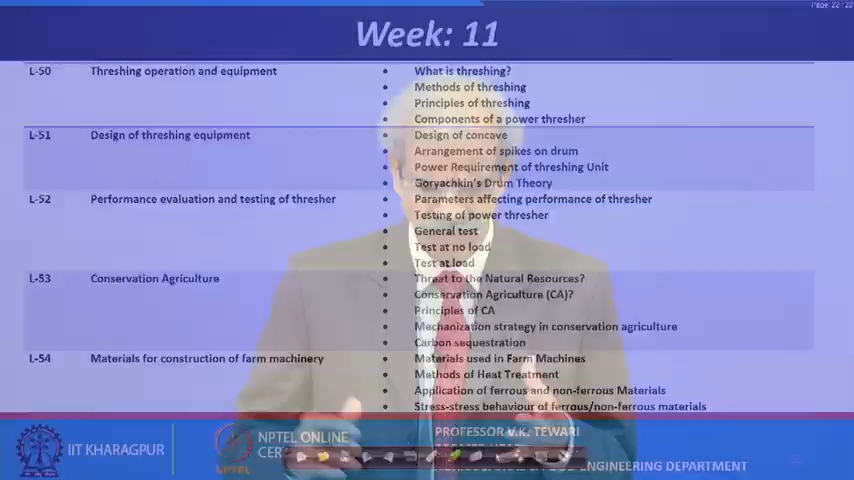 Page: 22 / 22
Week: 11
L-50 Threshing operation and equipment • What is threshing?
• Methods of threshing
• Principles of threshing
• Components of a power thresher
L-51 Design of threshing equipment • Design of concave
• Arrangement of spikes on drum
• Power Requirement of threshing Unit
• Goryachkin's Drum Theory
L-52 Performance evaluation and testing of thresher • Parameters affecting performance of thresher
• Testing of power thresher
• General test
• Test at no load
• Test at load
L-53 Conservation Agriculture • Threat to the Natural Resources?
• Conservation Agriculture (CA)?
• Principles of CA
• Mechanization strategy in conservation agriculture
• Carbon sequestration
L-54 Materials for construction of farm machinery • Materials used in Farm Machines
• Methods of Heat Treatment
• Application of ferrous and non-ferrous Materials
• Stress-stress behaviour of ferrous/non-ferrous materials
IIT KHARAGPUR
NPTEL
NPTEL ONLINE
CER
PROFESSOR V.K. TEWARI
ENGINEERING DEPARTMENT